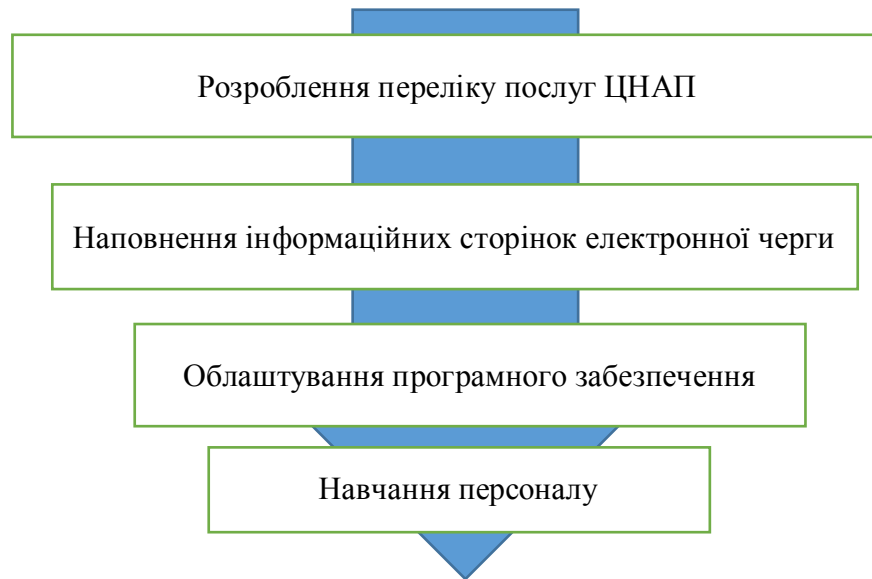 Розроблення переліку послуг ЦНАП
Наповнення інформаційних сторінок електронної черги
Облаштування програмного забезпечення
Навчання персоналу